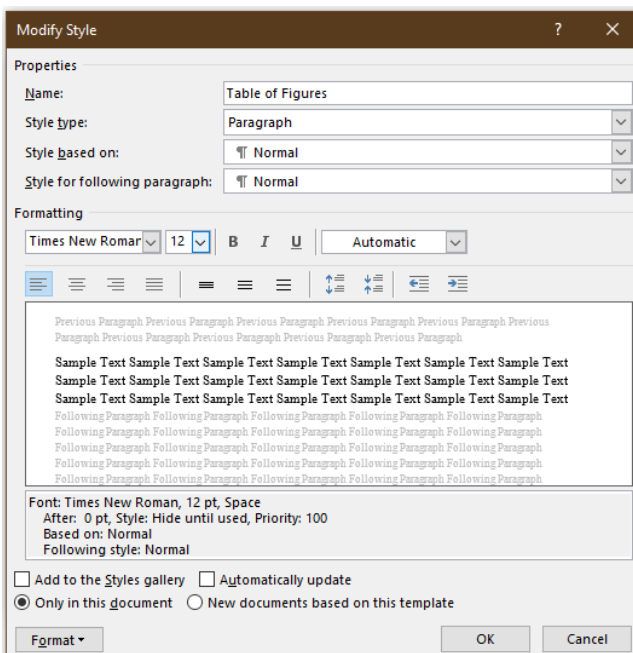 Modify Style ? ×
Properties
Name: Table of Figures
Style type: Paragraph
Style based on: ¶ Normal
Style for following paragraph: ¶ Normal
Formatting
Times New Roman 12 B I U Automatic
Previous Paragraph Previous Paragraph Previous Paragraph Previous Paragraph Previous Paragraph Previous
Paragraph Previous Paragraph Previous Paragraph Previous Paragraph Previous Paragraph
Sample Text Sample Text Sample Text Sample Text Sample Text Sample Text Sample Text
Sample Text Sample Text Sample Text Sample Text Sample Text Sample Text Sample Text
Sample Text Sample Text Sample Text Sample Text Sample Text Sample Text Sample Text
Following Paragraph Following Paragraph Following Paragraph Following Paragraph Following Paragraph
Following Paragraph Following Paragraph Following Paragraph Following Paragraph Following Paragraph
Following Paragraph Following Paragraph Following Paragraph Following Paragraph Following Paragraph
Following Paragraph Following Paragraph Following Paragraph Following Paragraph Following Paragraph
Following Paragraph Following Paragraph Following Paragraph Following Paragraph Following Paragraph
Font: Times New Roman, 12 pt, Space
After: 0 pt, Style: Hide until used, Priority: 100
Based on: Normal
Following style: Normal
Add to the Styles gallery Automatically update
Only in this document New documents based on this template
Format OK Cancel